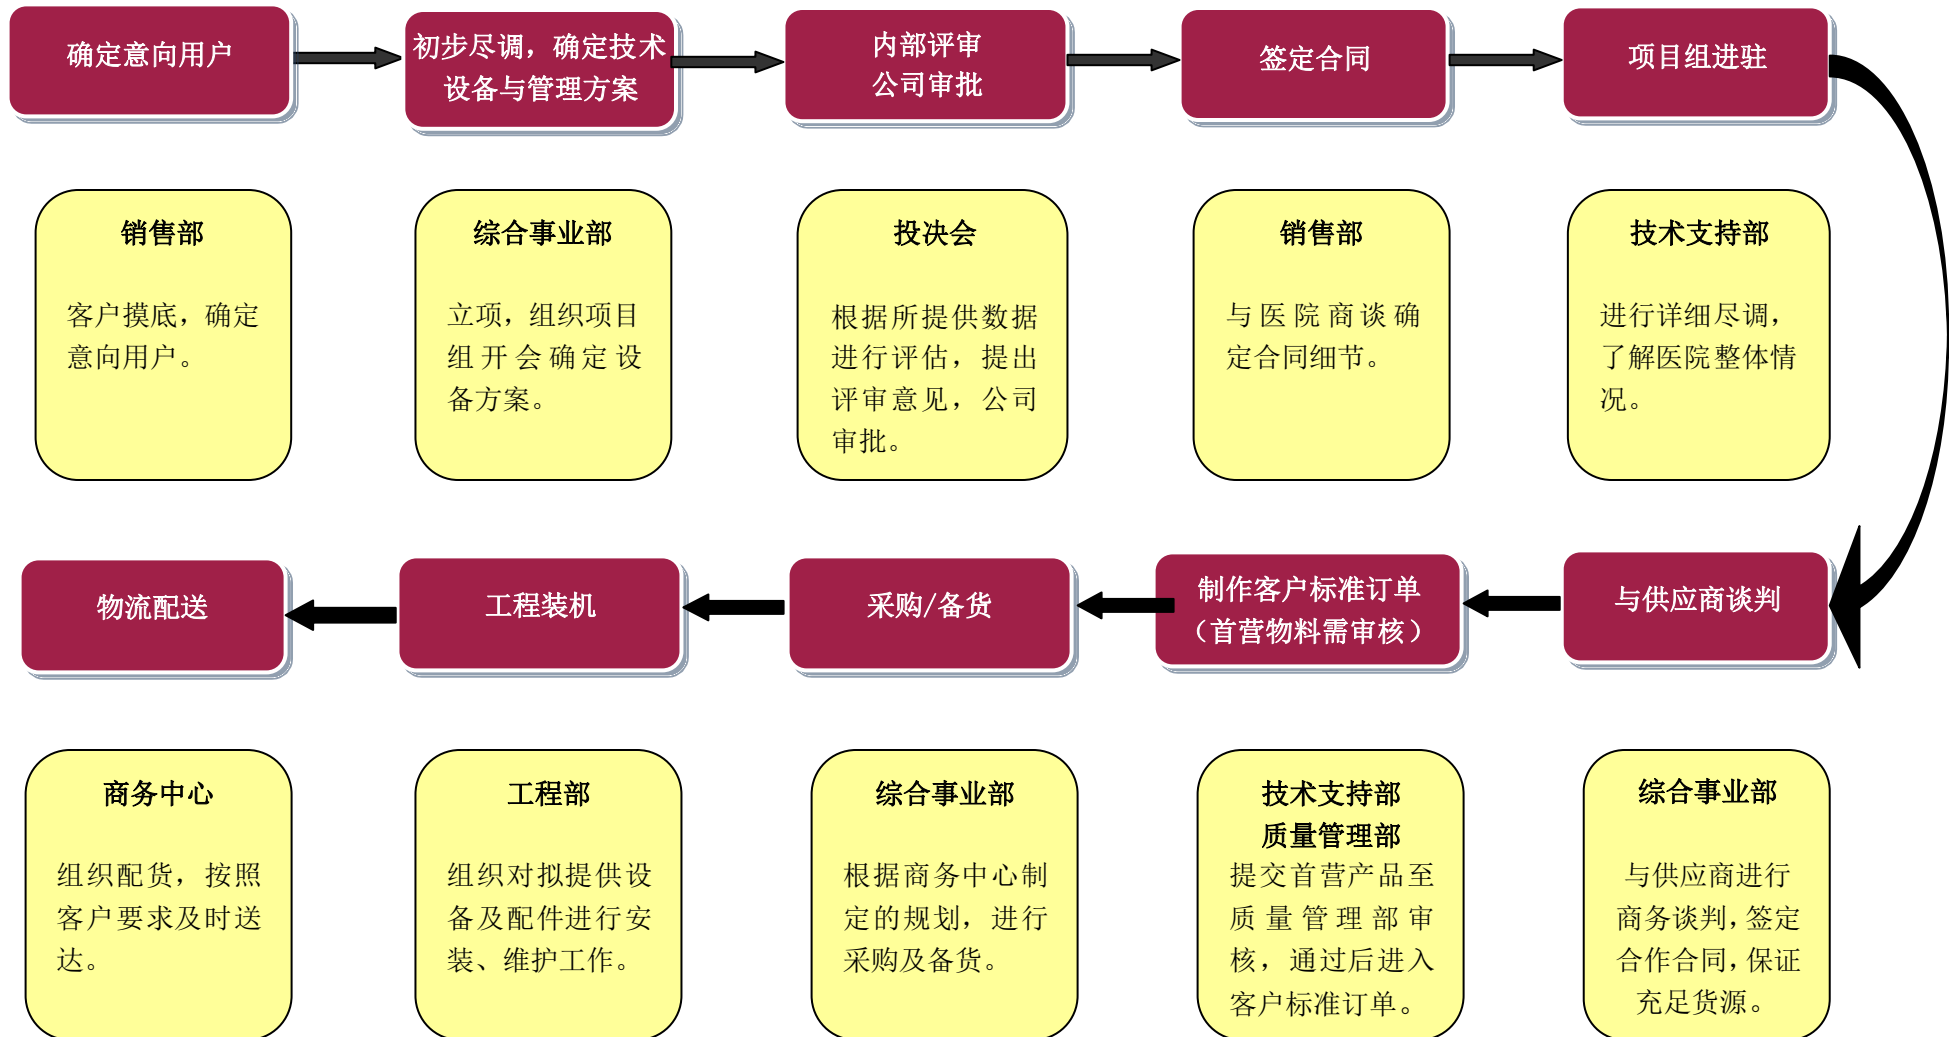 确定意向用户
初步尽调，确定技术
设备与管理方案
内部评审
公司审批
签定合同
项目组进驻
销售部
客户摸底，确定
意向用户。
综合事业部
立项，组织项目
组开会确定设
备方案。
投决会
根据所提供数据
进行评估，提出
评审意见，公司
审批。
销售部
与医院商谈确
定合同细节。
技术支持部
进行详细尽调，
了解医院整体情
况。
物流配送
工程装机
采购/备货
制作客户标准订单
（首营物料需审核）
与供应商谈判
商务中心
组织配货，按照
客户要求及时送
达。
工程部
组织对拟提供设
备及配件进行安
装、维护工作。
综合事业部
根据商务中心制
定的规划，进行
采购及备货。
技术支持部
质量管理部
提交首营产品至
质量管理部审
核，通过后进入
客户标准订单。
综合事业部
与供应商进行
商务谈判，签定
合作合同，保证
充足货源。